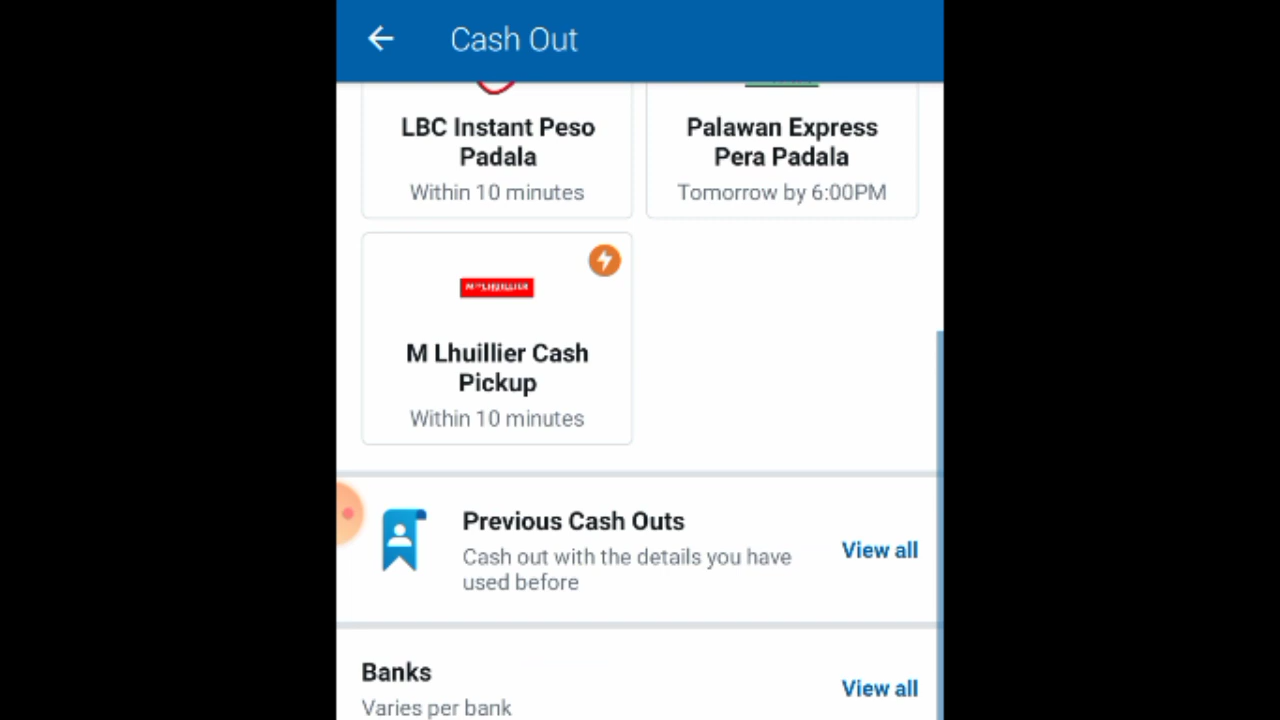 Cash Out
LBC Instant Peso
Padala
Within 10 minutes
Palawan Express
Pera Padala
Tomorrow by 6:00PM
M LHUILLIER
M Lhuillier Cash
Pickup
Within 10 minutes
Previous Cash Outs
Cash out with the details you have
used before
View all
Banks
Varies per bank
View all